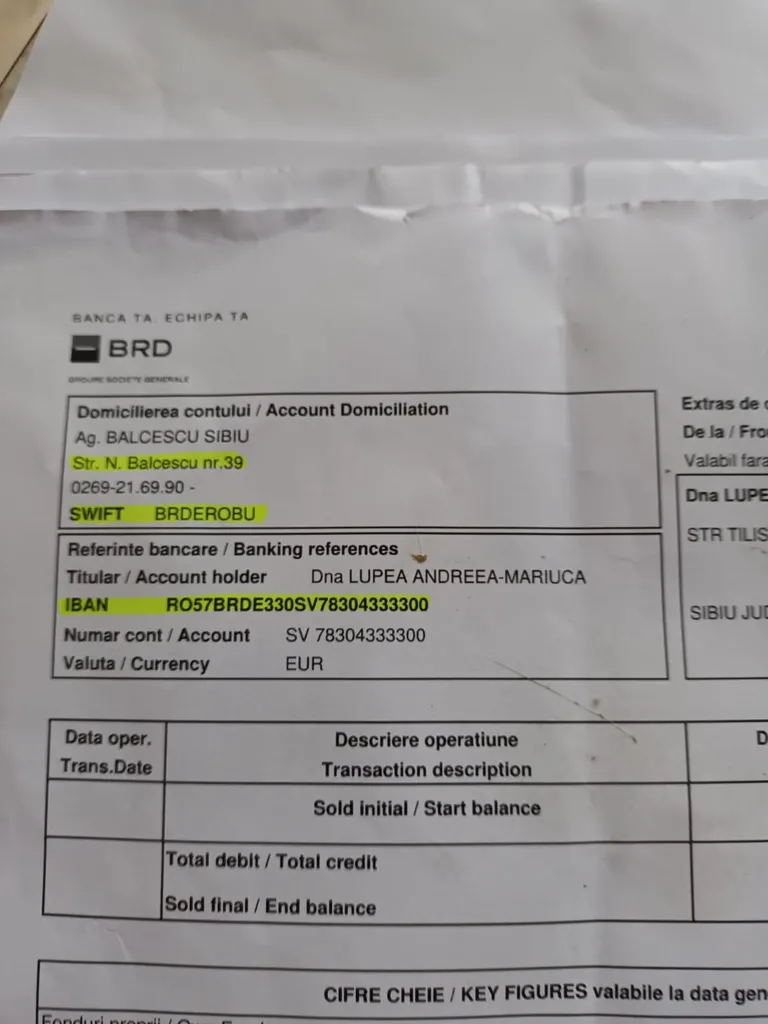 BANCA TA. ECHIPA TA
BRD
GROUPE SOCIETE GENERALE
Domicilierea contului / Account Domiciliation
Ag. BALCESCU SIBIU
Str. N. Balcescu nr.39
0269-21.69.90 -
SWIFT BRDEROBU
Extras de
De la / Fro
Valabil fara
Dna LUPE
STR TILIS
SIBIU JUD
Referinte bancare / Banking references
Titular / Account holder Dna LUPEA ANDREEA-MARIUCA
IBAN RO57BRDE330SV78304333300
Numar cont / Account SV 78304333300
Valuta / Currency EUR
Data oper. Descriere operatiune D
Trans.Date Transaction description
Sold initial / Start balance
Total debit / Total credit
Sold final / End balance
CIFRE CHEIE / KEY FIGURES valabile la data gen
Fonduri proprii /